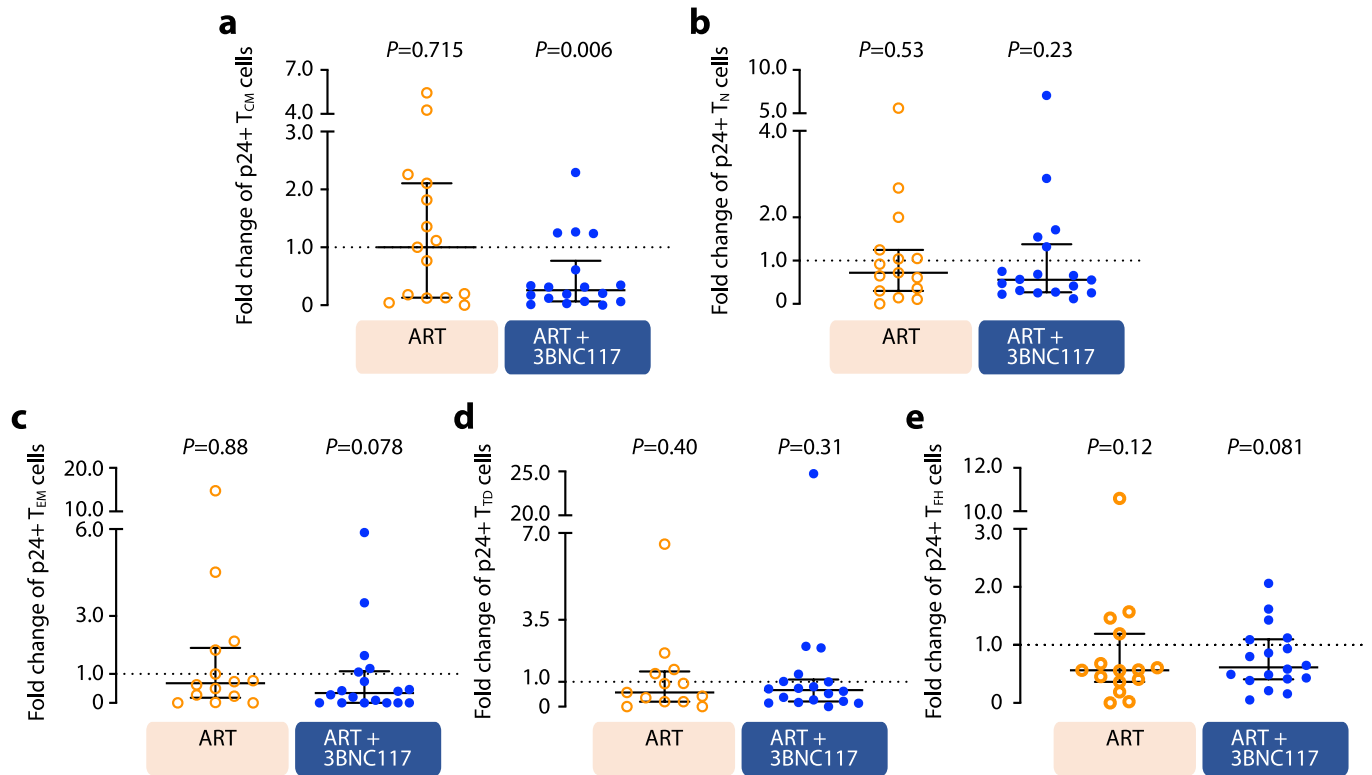 a
P=0.715
P=0.006
Fold change of p24+ TCM cells
7.0
4.0
3.0
2.0
1.0
0
ART
ART +
3BNC117
b
P=0.53
P=0.23
Fold change of p24+ TN cells
10.0
5.0
4.0
2.0
1.0
0
ART
ART +
3BNC117
c
P=0.88
P=0.078
Fold change of p24+ TEM cells
20.0
10.0
6.0
3.0
1.0
0
ART
ART +
3BNC117
d
P=0.40
P=0.31
Fold change of p24+ TTD cells
25.0
20.0
7.0
3.5
1.0
0
ART
ART +
3BNC117
e
P=0.12
P=0.081
Fold change of p24+ TFH cells
12.0
10.0
3.0
2.0
1.0
0
ART
ART +
3BNC117